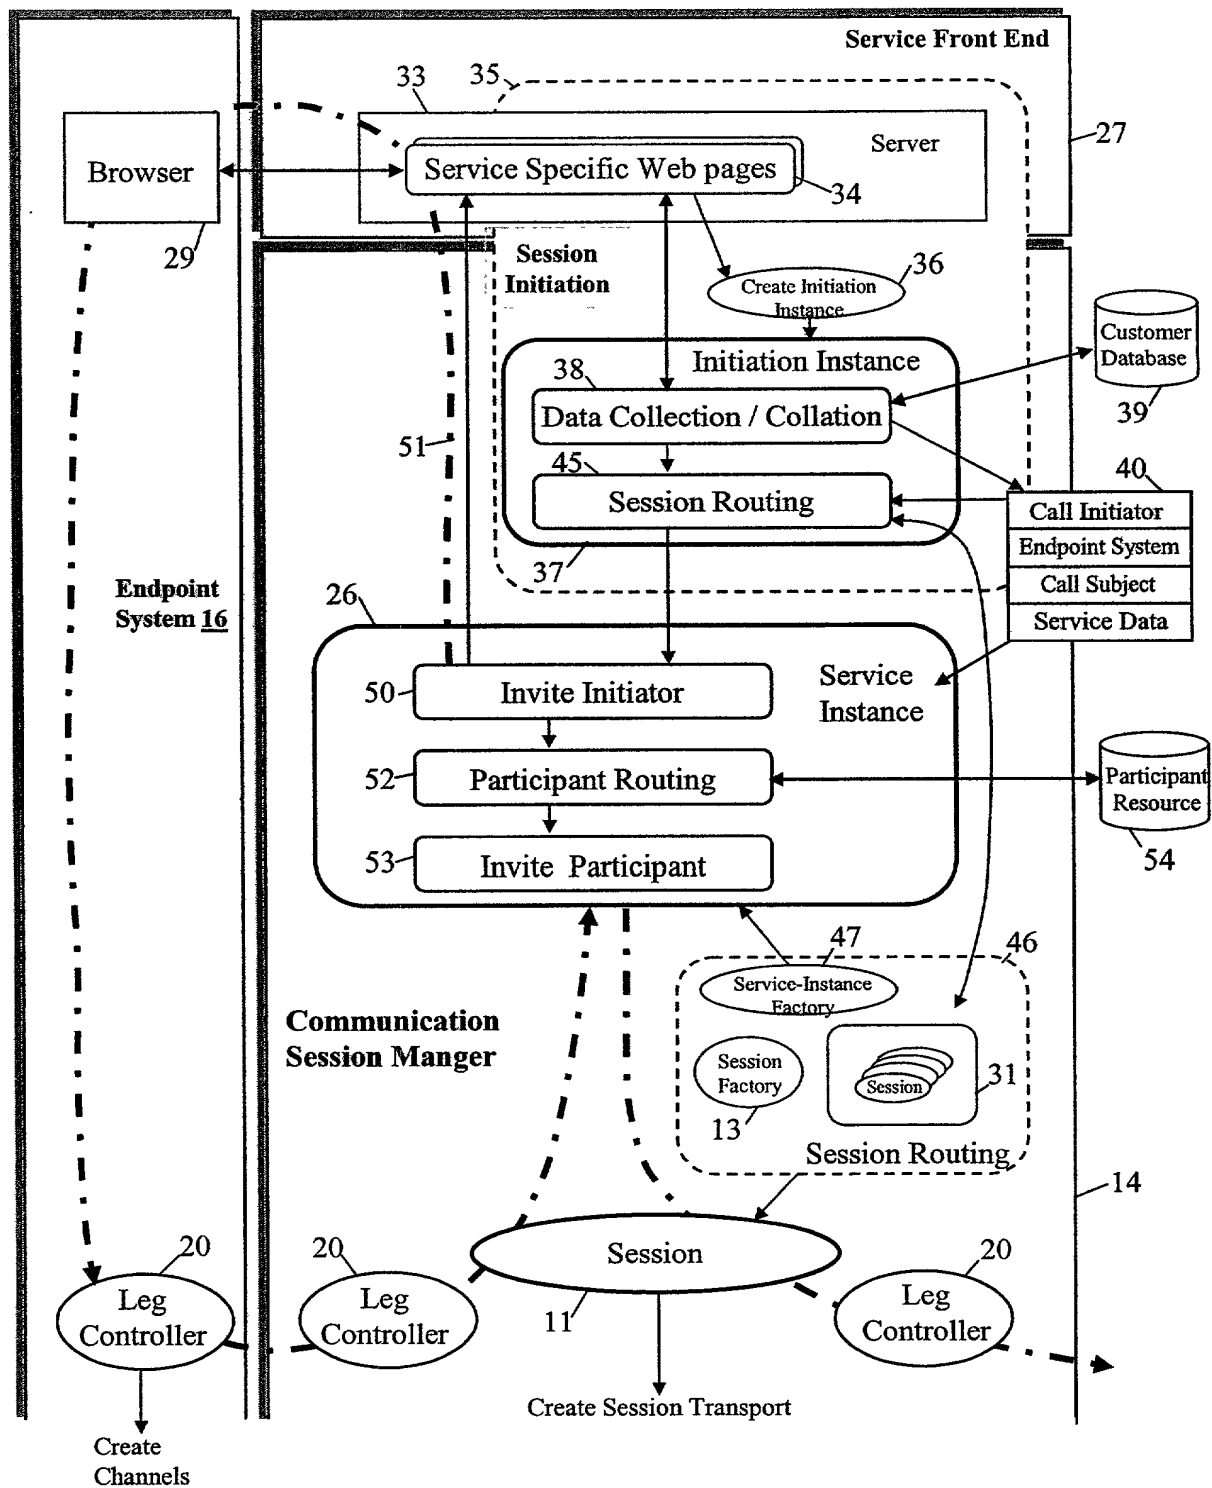 Service Front End
33
35
27
Server
Browser
Service Specific Web pages
34
29
Session
Initiation
36
Create Initiation
Instance
Customer
Database
39
Initiation Instance
38
Data Collection / Collation
51
45
Session Routing
40
Call Initiator
Endpoint System
Call Subject
Service Data
37
Endpoint
System 16
26
Service
Instance
50
Invite Initiator
52
Participant Routing
Participant
Resource
54
53
Invite Participant
47
46
Service-Instance
Factory
Communication
Session Manger
Session
Factory
13
Session
31
Session Routing
14
20
Leg
Controller
20
Leg
Controller
Session
11
20
Leg
Controller
Create Session Transport
Create
Channels